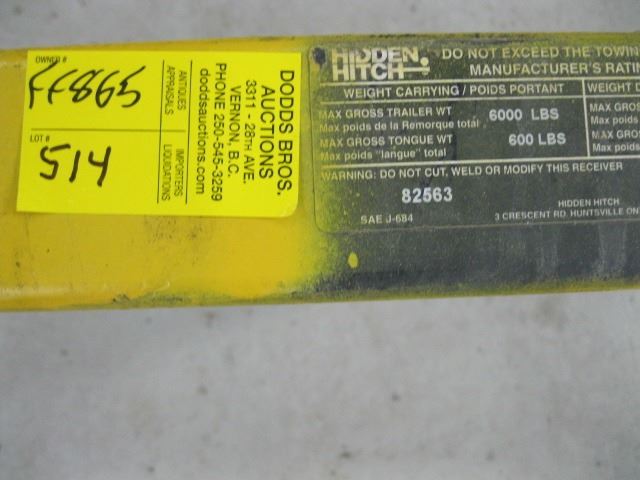 OWNER #
FF865
LOT #
514
ANTIQUES
APPRAISALS
IMPORTERS
LIQUIDATIONS
DODDS BROS.
AUCTIONS
3311 - 28TH AVE.
VERNON, B.C.
PHONE 250-545-3259
doddsauctions.com
HIDDEN
HITCH
DO NOT EXCEED THE TOWIN
MANUFACTURER'S RATIN
WEIGHT CARRYING / POIDS PORTANT
WEIGHT
MAX GROSS TRAILER WT 6000 LBS
Max poids de la Remorque total
MAX GROSS TONGUE WT 600 LBS
Max poids "langue" total
MAX GRO
Max poids
MAX GRO
Max poids
WARNING: DO NOT CUT, WELD OR MODIFY THIS RECEIVER
82563
SAE J-684
HIDDEN HITCH
3 CRESCENT RD. HUNTSVILLE ON